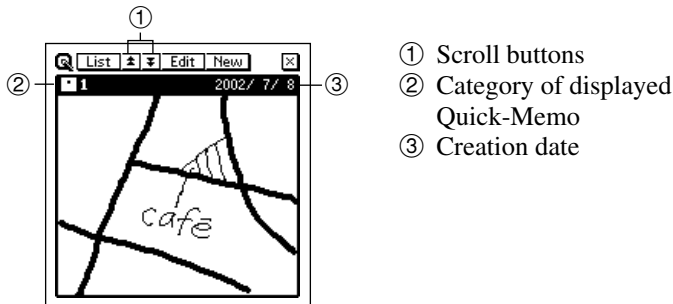 ①
List Edit New
② 1 2002/ 7/ 8 ③
cafe
① Scroll buttons
② Category of displayed
Quick-Memo
③ Creation date